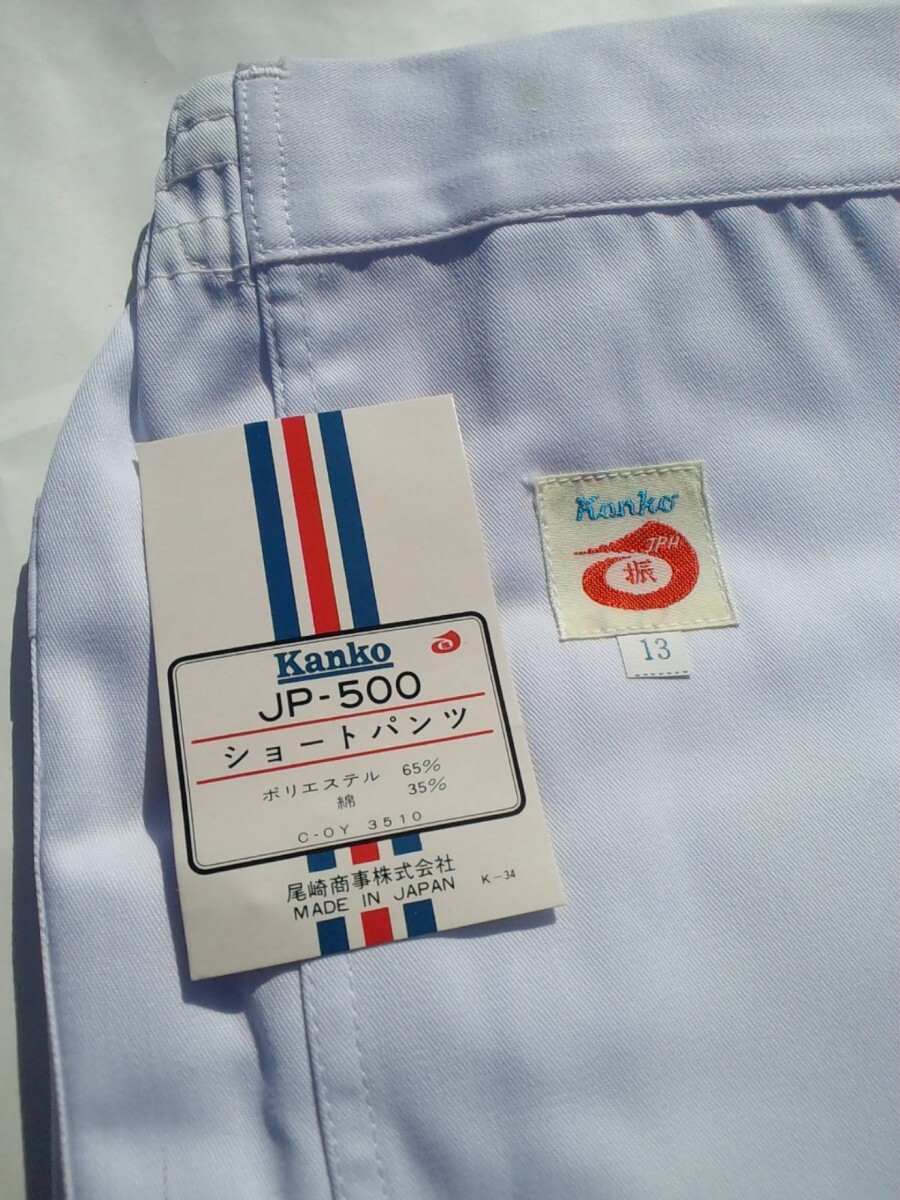 Kanko
JP-500
ショートパンツ
ポリエステル 65%
綿 35%
C-OY 3510
尾崎商事株式会社
MADE IN JAPAN
K-34
Kanko
JPH
振
13